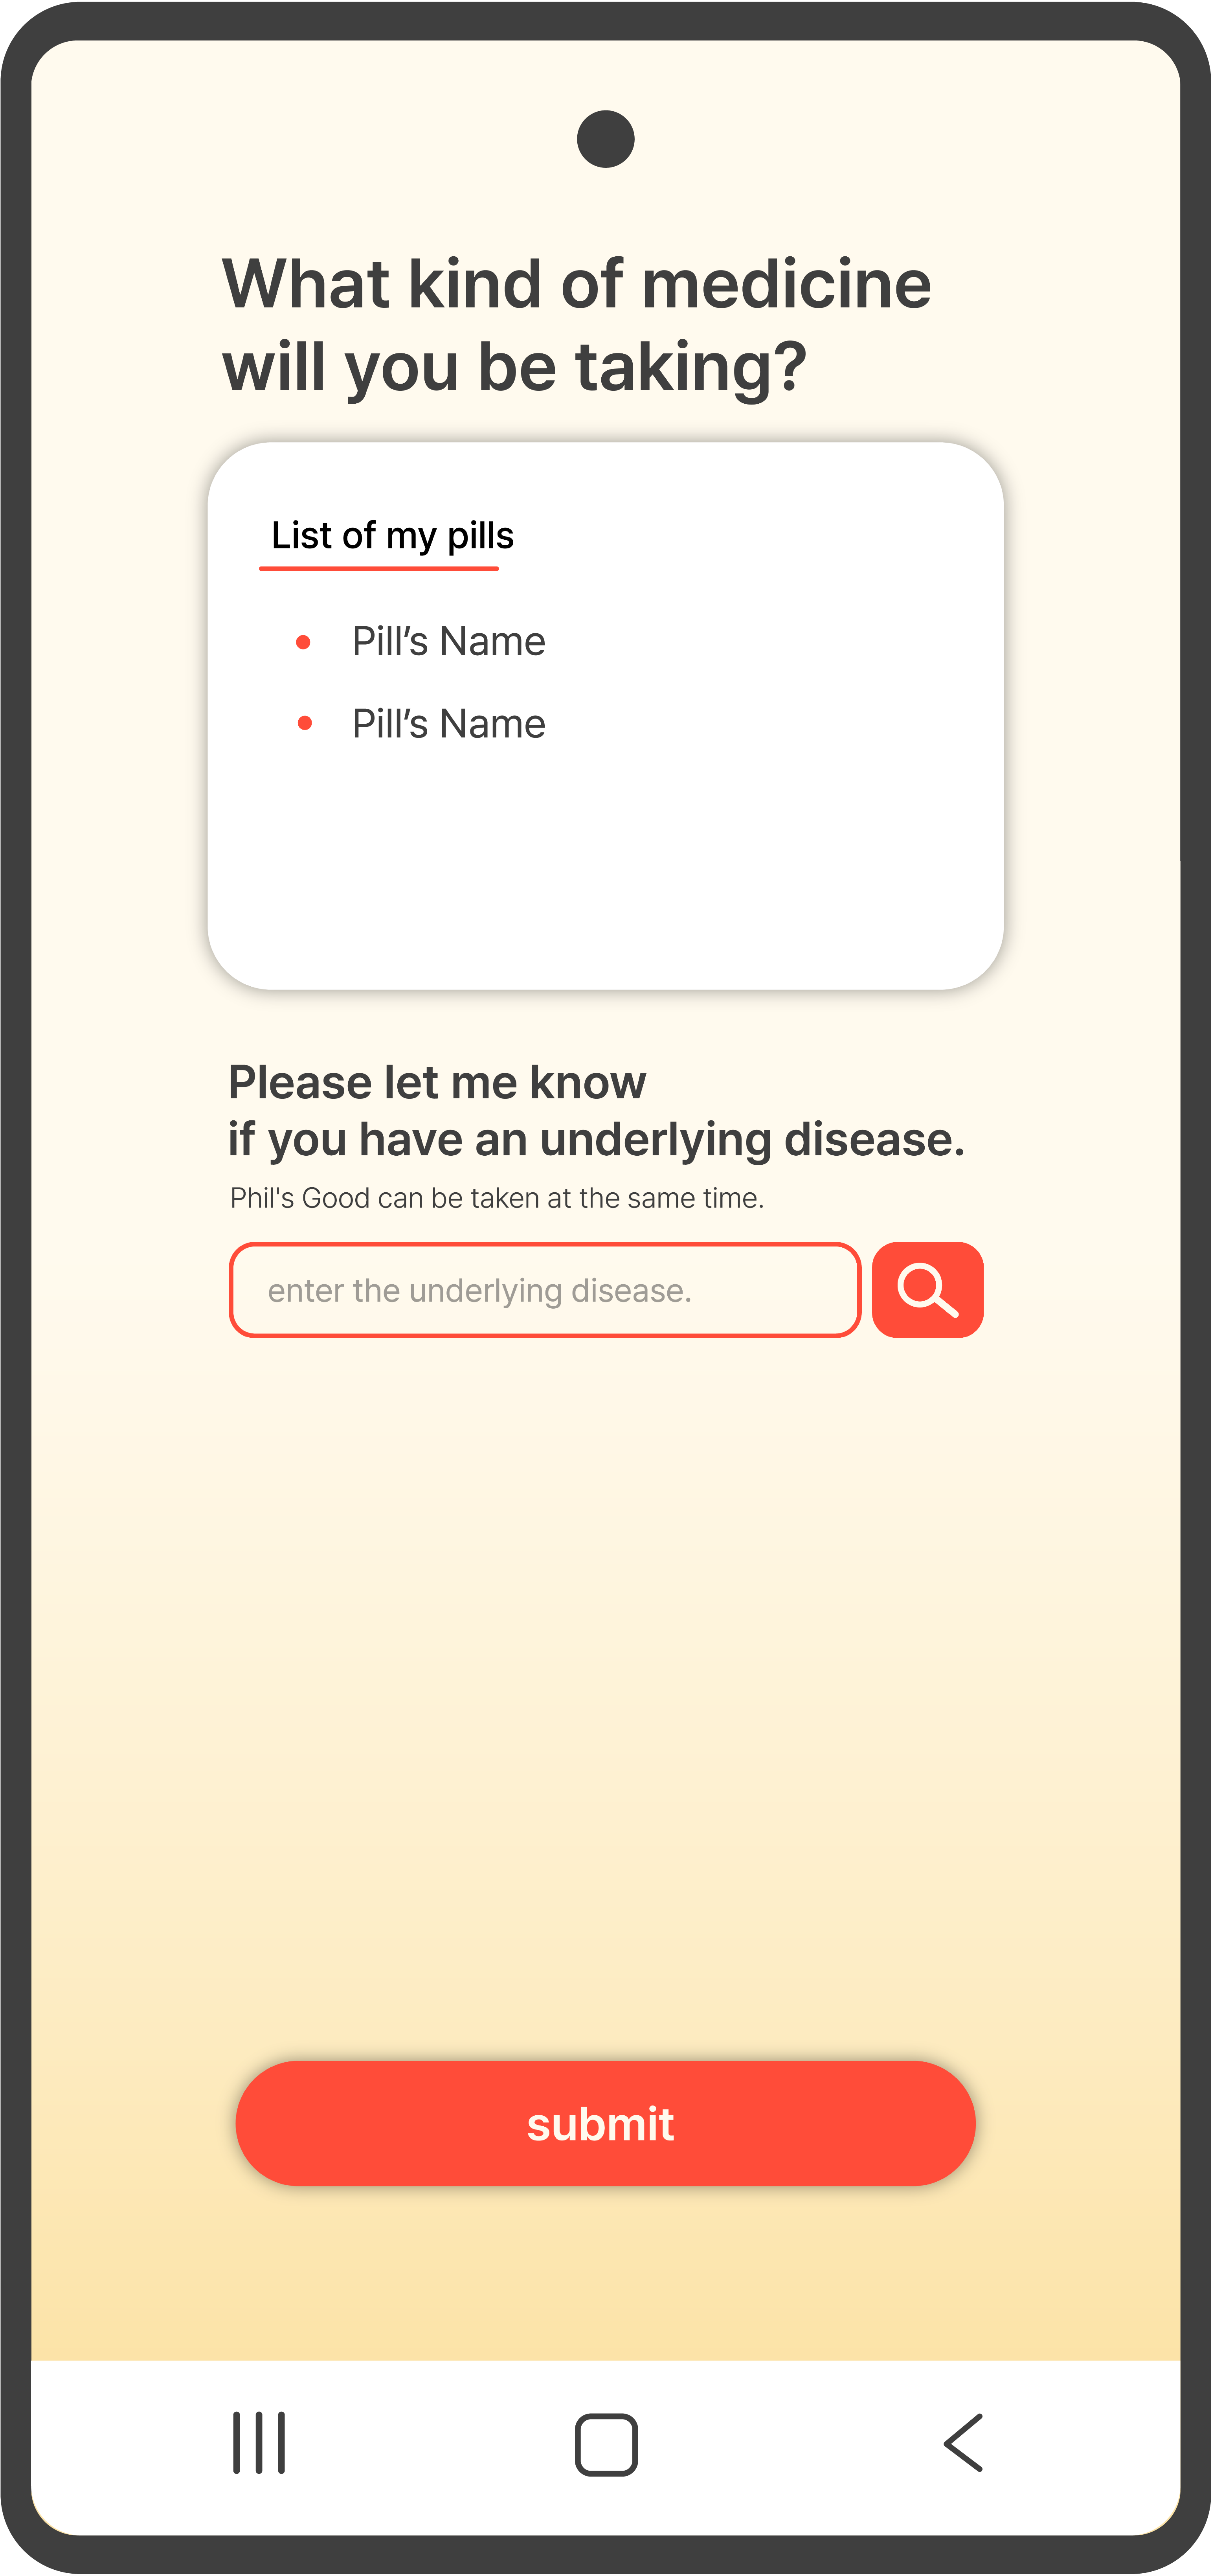 What kind of medicine
will you be taking?
List of my pills
Pill’s Name
Pill’s Name
Please let me know
if you have an underlying disease.
Phil's Good can be taken at the same time.
enter the underlying disease.
submit